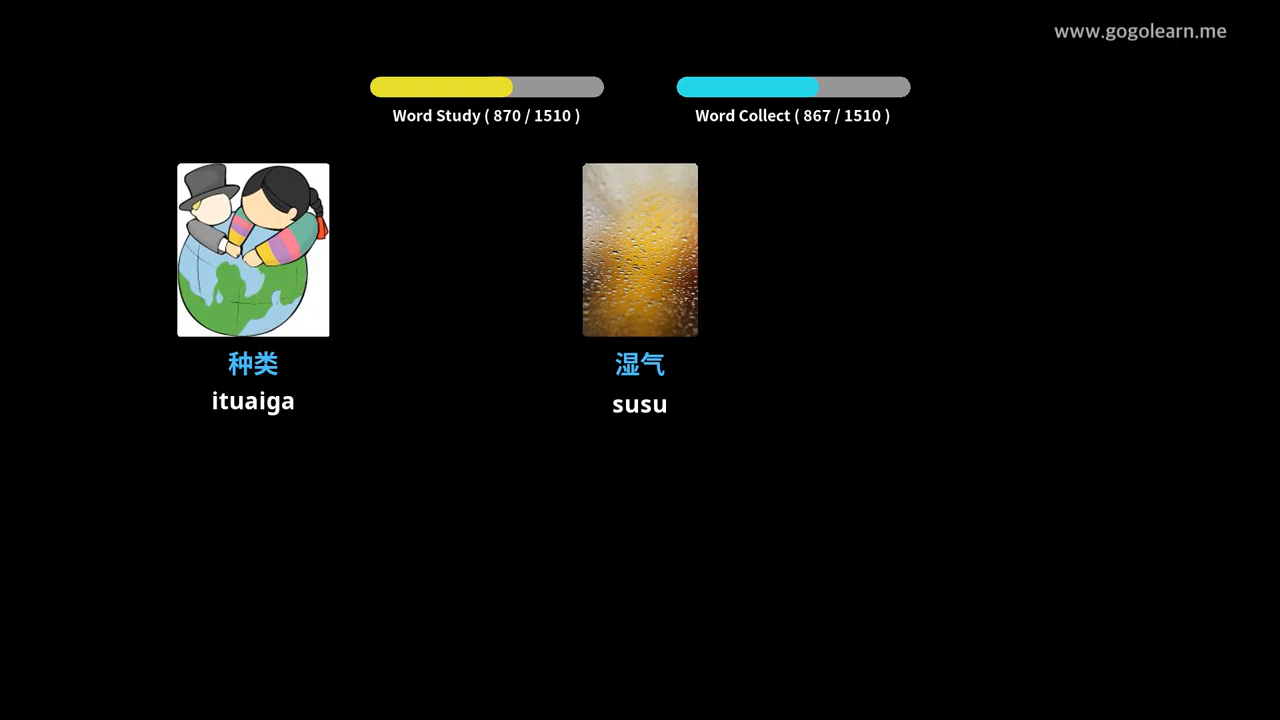 www.gogolearn.me
Word Study ( 870 / 1510 )
Word Collect ( 867 / 1510 )
种类
ituaiga
湿气
susu